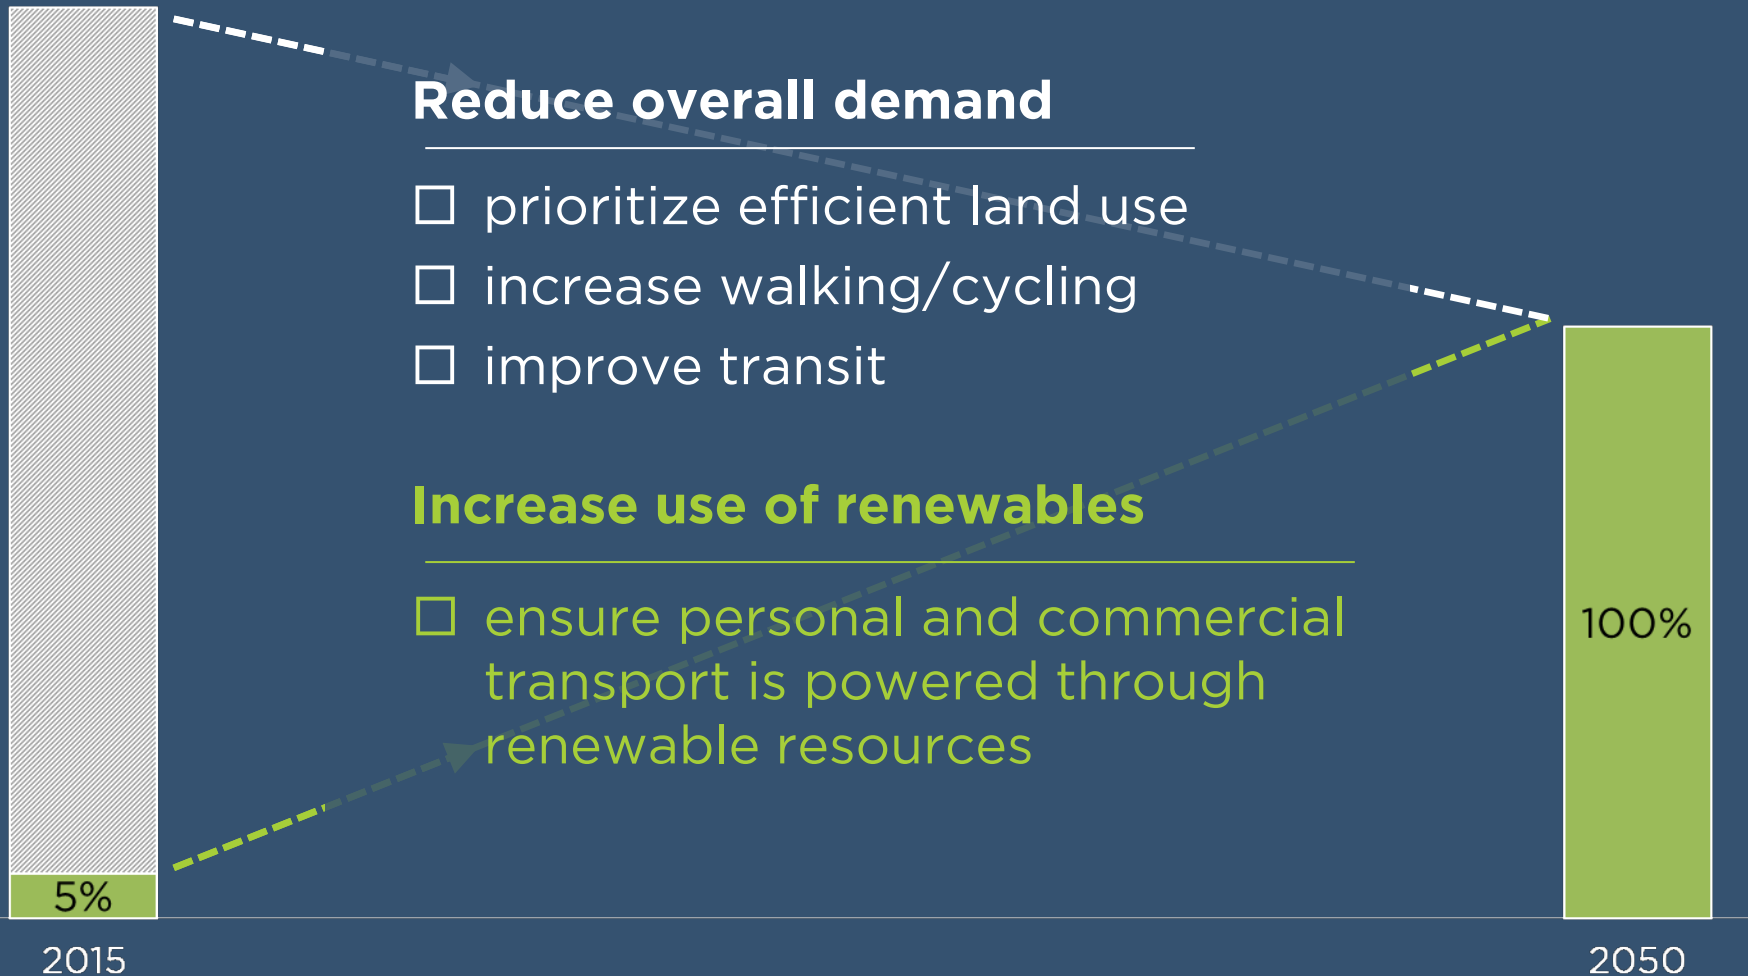 Reduce overall demand
prioritize efficient land use
increase walking/cycling
improve transit
Increase use of renewables
ensure personal and commercial
transport is powered through
renewable resources
5%
100%
2015
2050